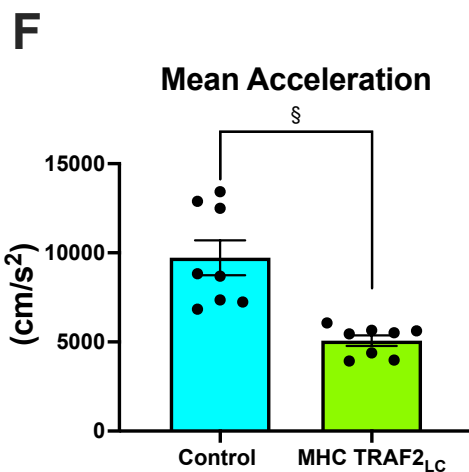 F
Mean Acceleration
§
15000
10000
5000
0
(cm/s²)
Control
MHC TRAF2LC